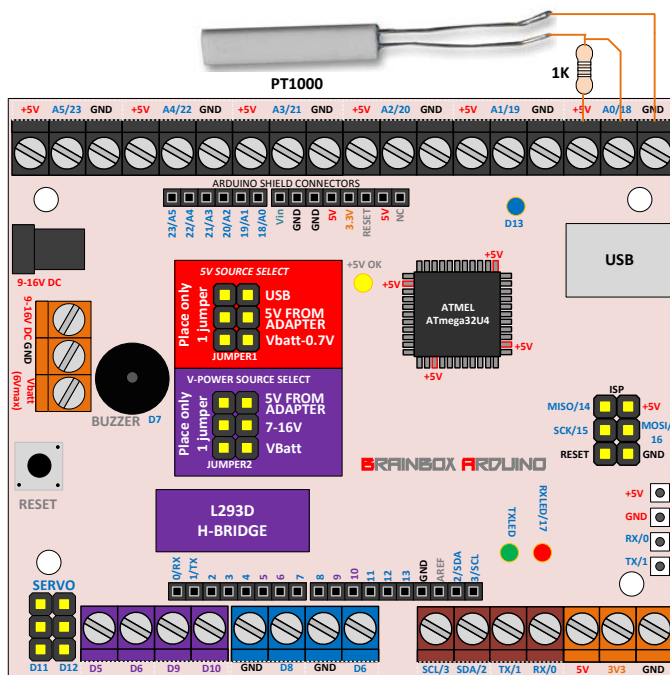 PT1000
1K
+5V A5/23 GND +5V A4/22 GND +5V A3/21 GND +5V A2/20 GND +5V A1/19 GND +5V A0/18 GND
ARDUINO SHIELD CONNECTORS
23/A5
22/A4
21/A3
20/A2
19/A1
18/A0
Vin
GND
GND
5V
3.3V
RESET
5V
NC
D13
USB
9-16V DC
5V SOURCE SELECT
Place only
1 jumper
USB
5V FROM
ADAPTER
Vbatt-0.7V
JUMPER1
+5V OK
+5V
+5V
+5V
+5V
ATMEL
ATmega32U4
9-16V DC
GND
Vbatt
(6Vmax)
BUZZER
D7
V-POWER SOURCE SELECT
Place only
1 jumper
5V FROM
ADAPTER
7-16V
VBatt
JUMPER2
ISP
MISO/14
+5V
SCK/15
MOSI/
16
RESET
GND
BRAINBOX ARDUINO
RESET
L293D
H-BRIDGE
TXLED
RXLED/17
+5V
GND
RX/0
TX/1
0/RX
1/TX
2
3
4
5
6
7
8
9
10
11
12
13
GND
AREF
2/SDA
3/SCL
SERVO
D11 D12
D5 D6 D9 D10
GND D8 GND D6
SCL/3 SDA/2 TX/1 RX/0
5V 3V3 GND